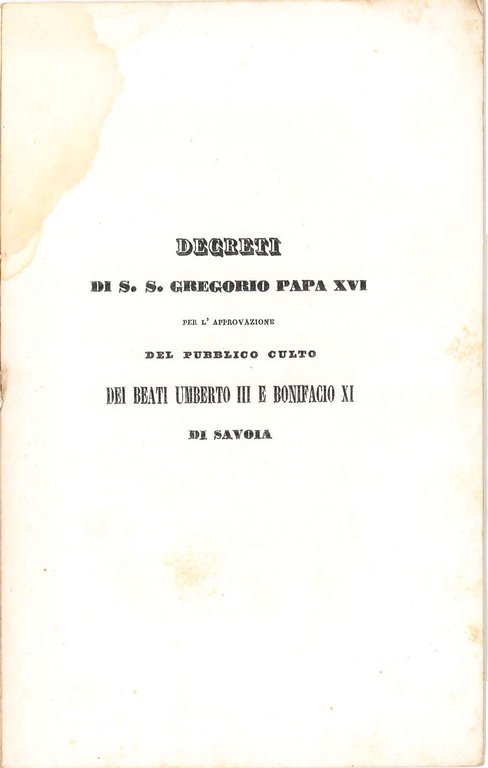 DECRETI
DI S. S. GREGORIO PAPA XVI
PER L' APPROVAZIONE
DEL PUBBLICO CULTO
DEI BEATI UMBERTO III E BONIFACIO XI
DI SAVOIA